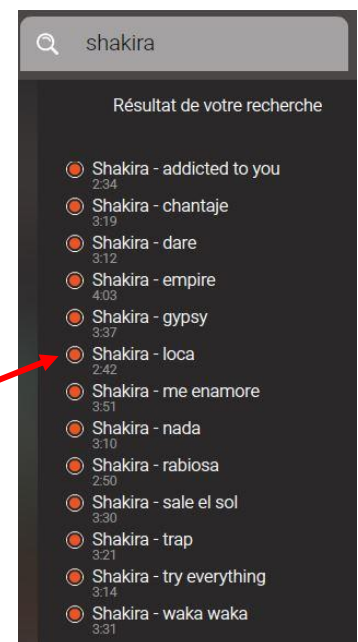 shakira
Résultat de votre recherche
Shakira - addicted to you
2:34
Shakira - chantaje
3:19
Shakira - dare
3:12
Shakira - empire
4:03
Shakira - gypsy
3:37
Shakira - loca
2:42
Shakira - me enamore
3:51
Shakira - nada
3:10
Shakira - rabiosa
2:50
Shakira - sale el sol
3:30
Shakira - trap
3:21
Shakira - try everything
3:14
Shakira - waka waka
3:31